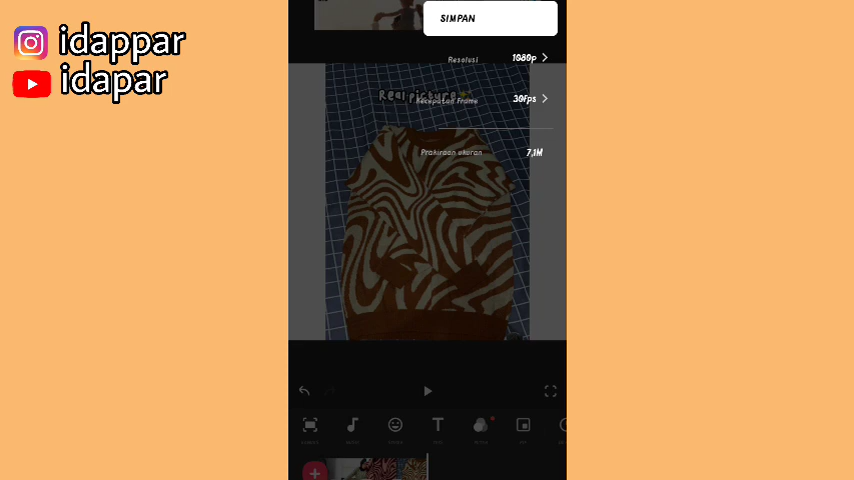 idappar
idapar
SIMPAN
Resolusi 1080p
Kecepatan Frame 30fps
Real picture
Prakiraan ukuran 7,1M